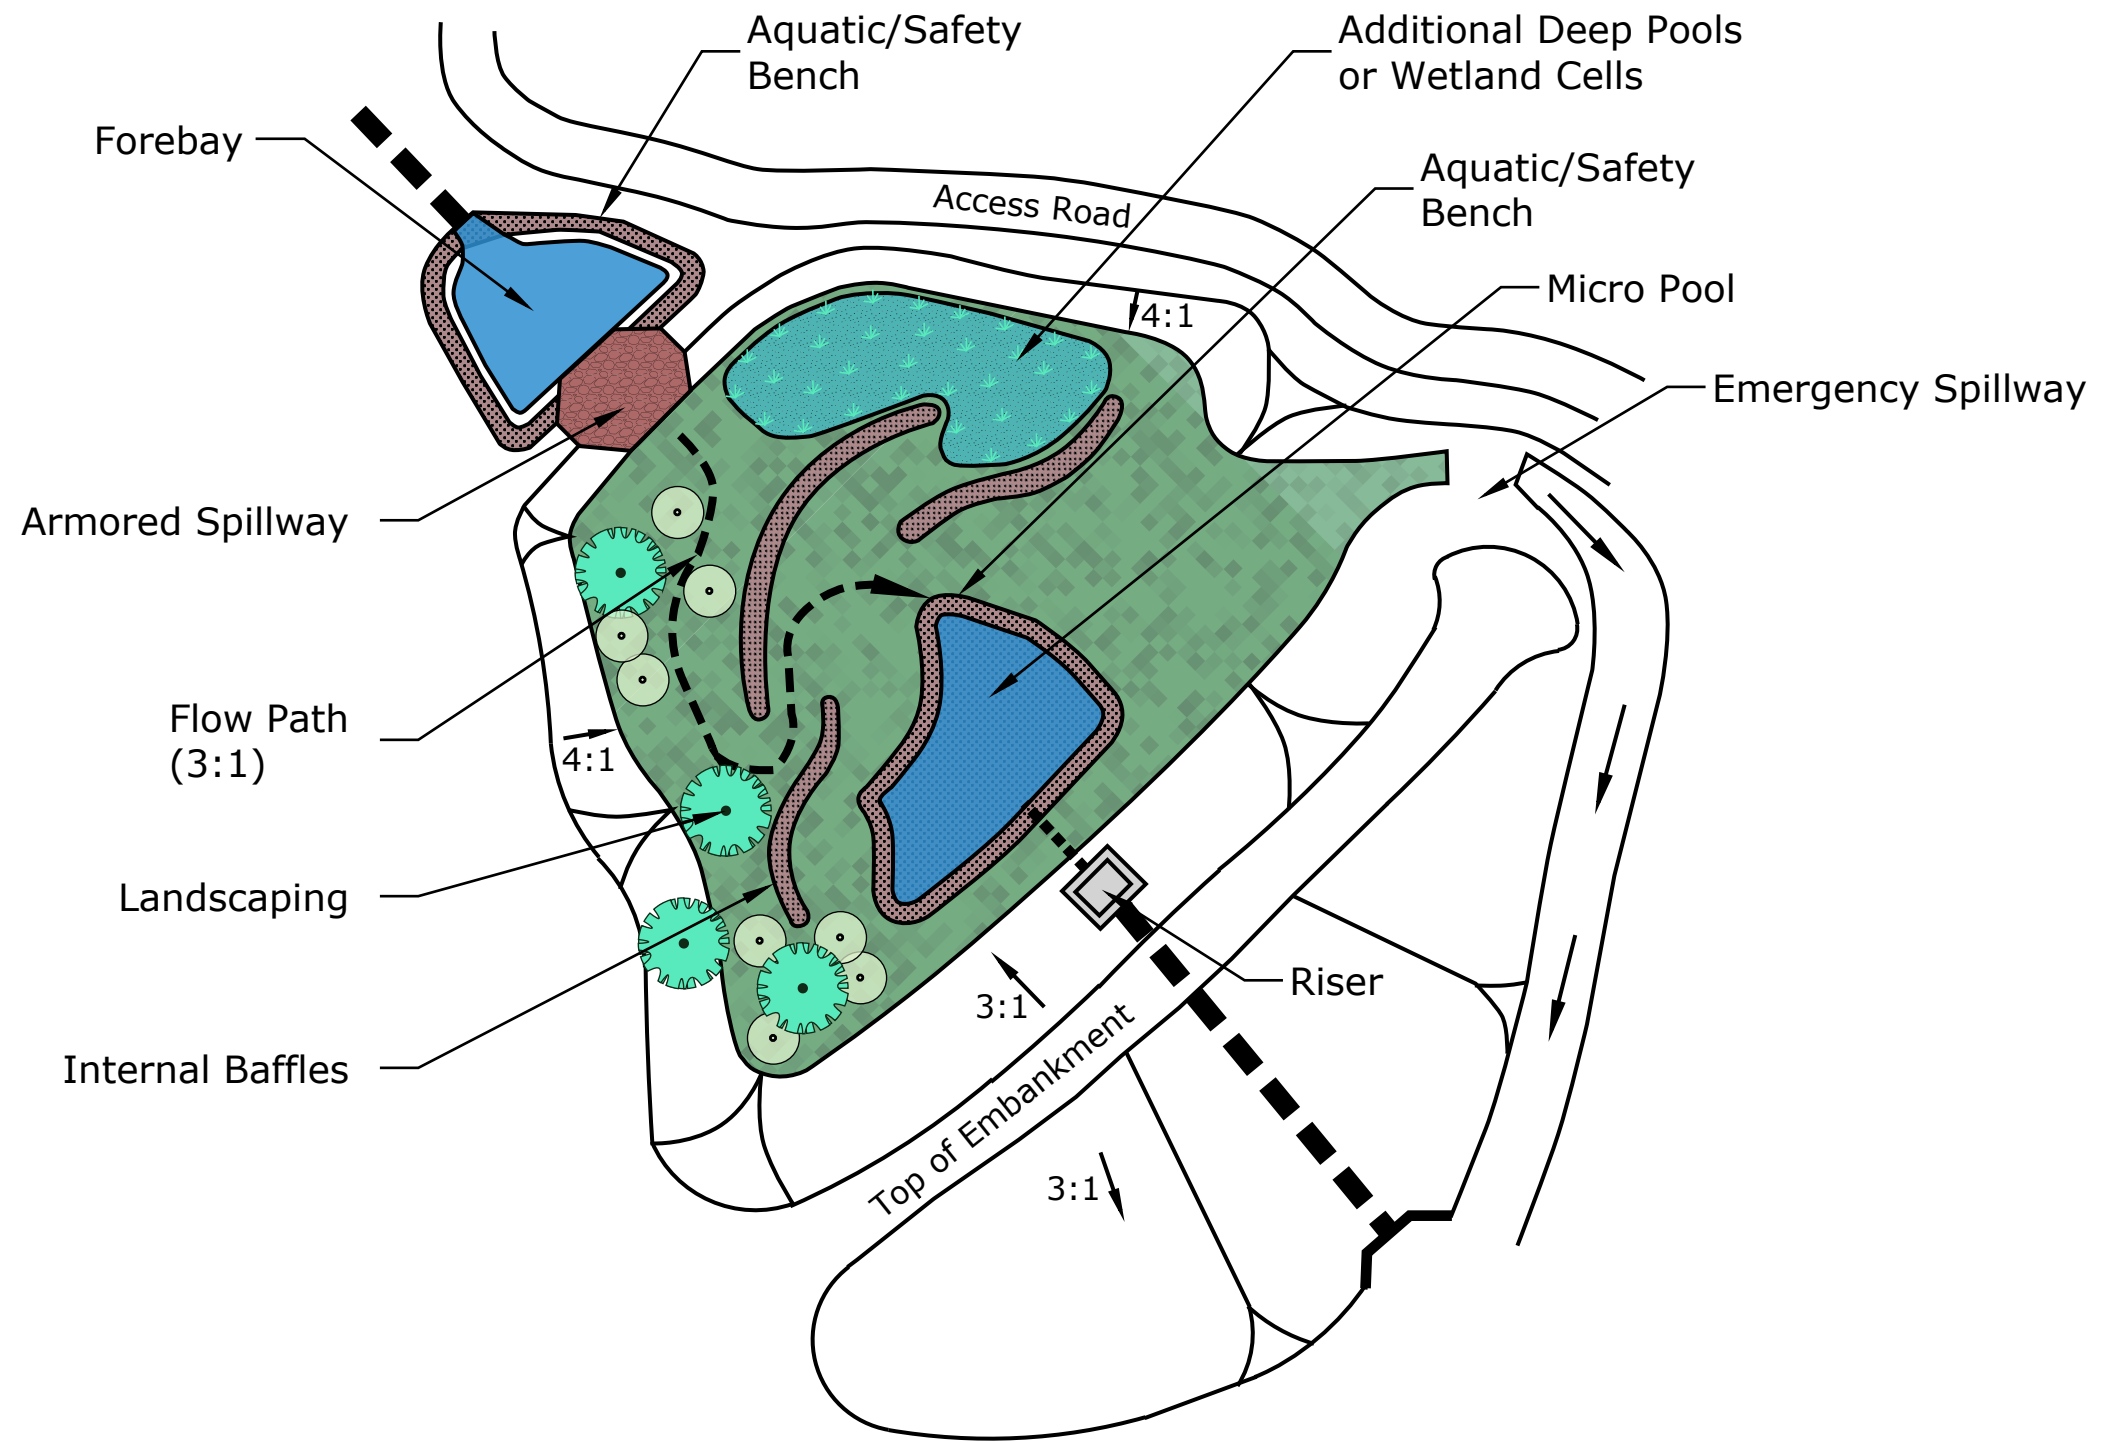 Aquatic/Safety
Bench
Additional Deep Pools
or Wetland Cells
Forebay
Aquatic/Safety
Bench
Access Road
Micro Pool
4:1
Emergency Spillway
Armored Spillway
Flow Path
(3:1)
4:1
Landscaping
Riser
3:1
Internal Baffles
Top of Embankment
3:1